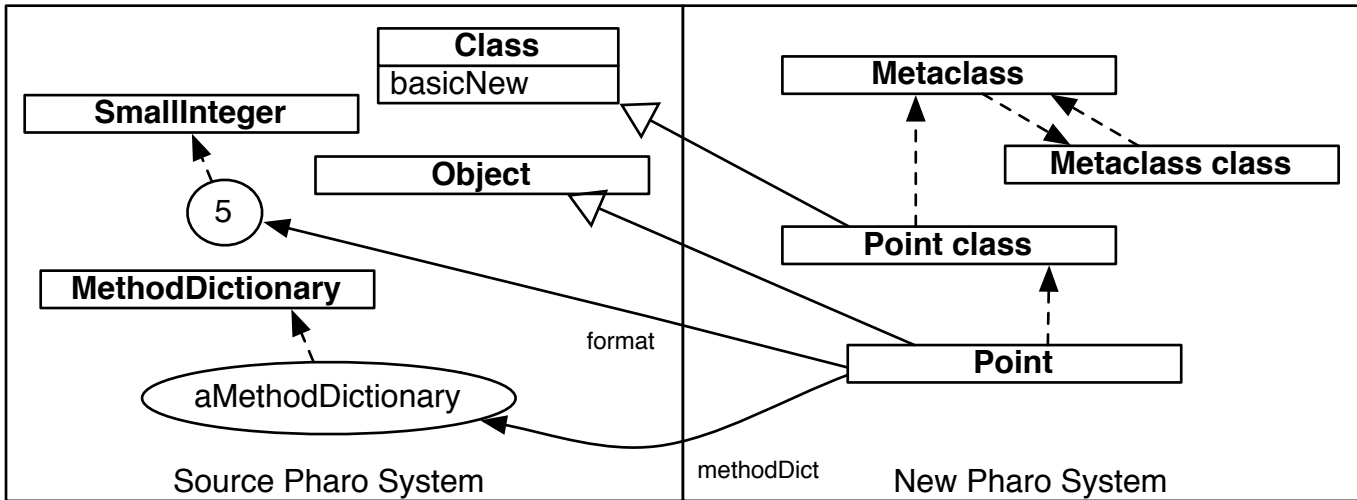 Class
basicNew
SmallInteger
Object
5
MethodDictionary
format
aMethodDictionary
methodDict
Source Pharo System
Metaclass
Metaclass class
Point class
Point
New Pharo System